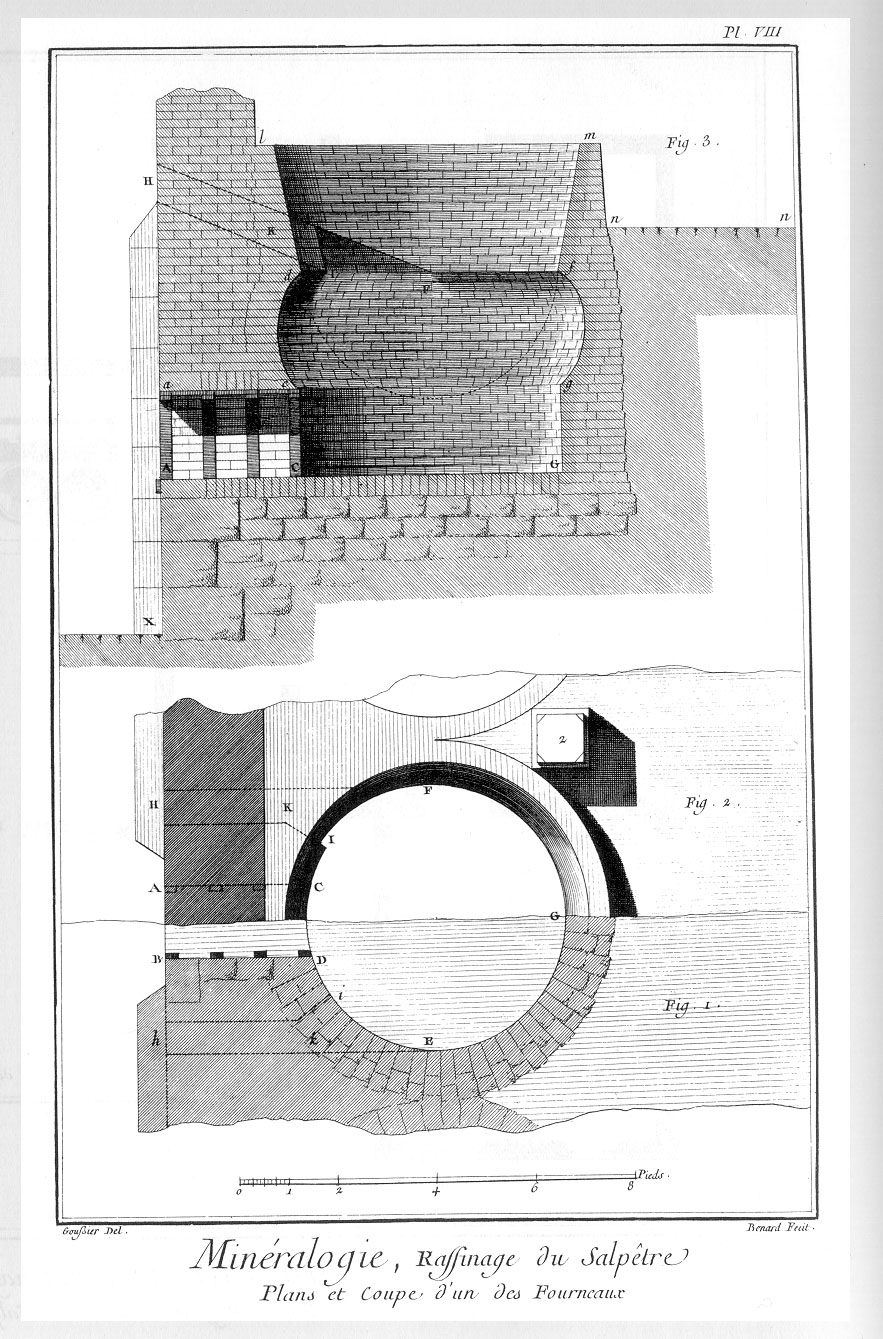 Pl. VIII
l
m
Fig. 3.
H
n
n
K
d
F
f
a
e
g
A
C
G
X
2
H
K
F
Fig. 2.
I
A
C
G
B
D
i
Fig. 1.
h
k
E
Pieds.
0 1 2 4 6 8
Goußier Del.
Benard Fecit.
Minéralogie, Raffinage du Salpêtre
Plans et Coupe d'un des Fourneaux